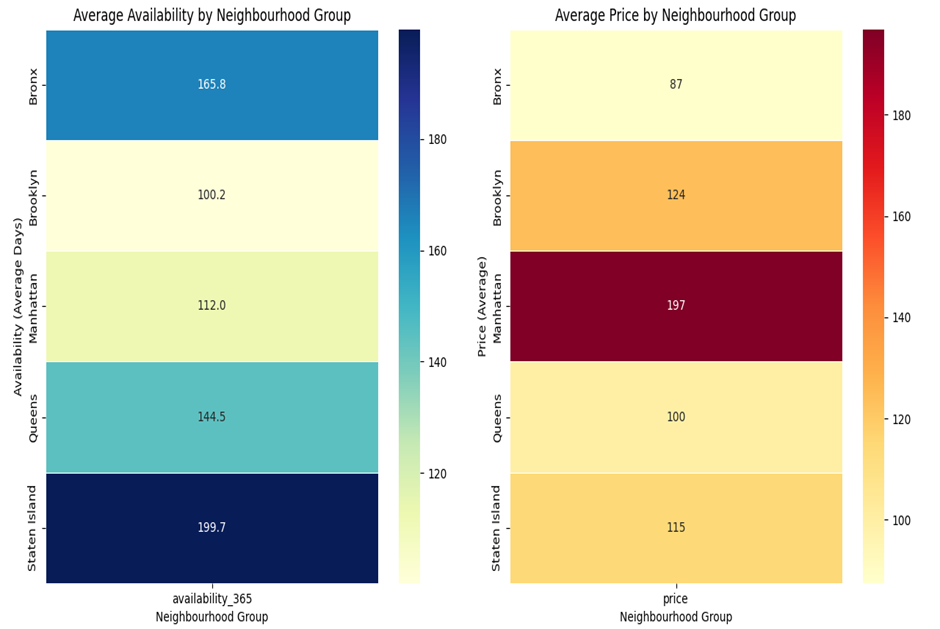 Average Availability by Neighbourhood Group
Availability (Average Days)
Bronx
Brooklyn
Manhattan
Queens
Staten Island
165.8
100.2
112.0
144.5
199.7
availability_365
Neighbourhood Group
180
160
140
120
Average Price by Neighbourhood Group
Price (Average)
Bronx
Brooklyn
Manhattan
Queens
Staten Island
87
124
197
100
115
price
Neighbourhood Group
180
160
140
120
100